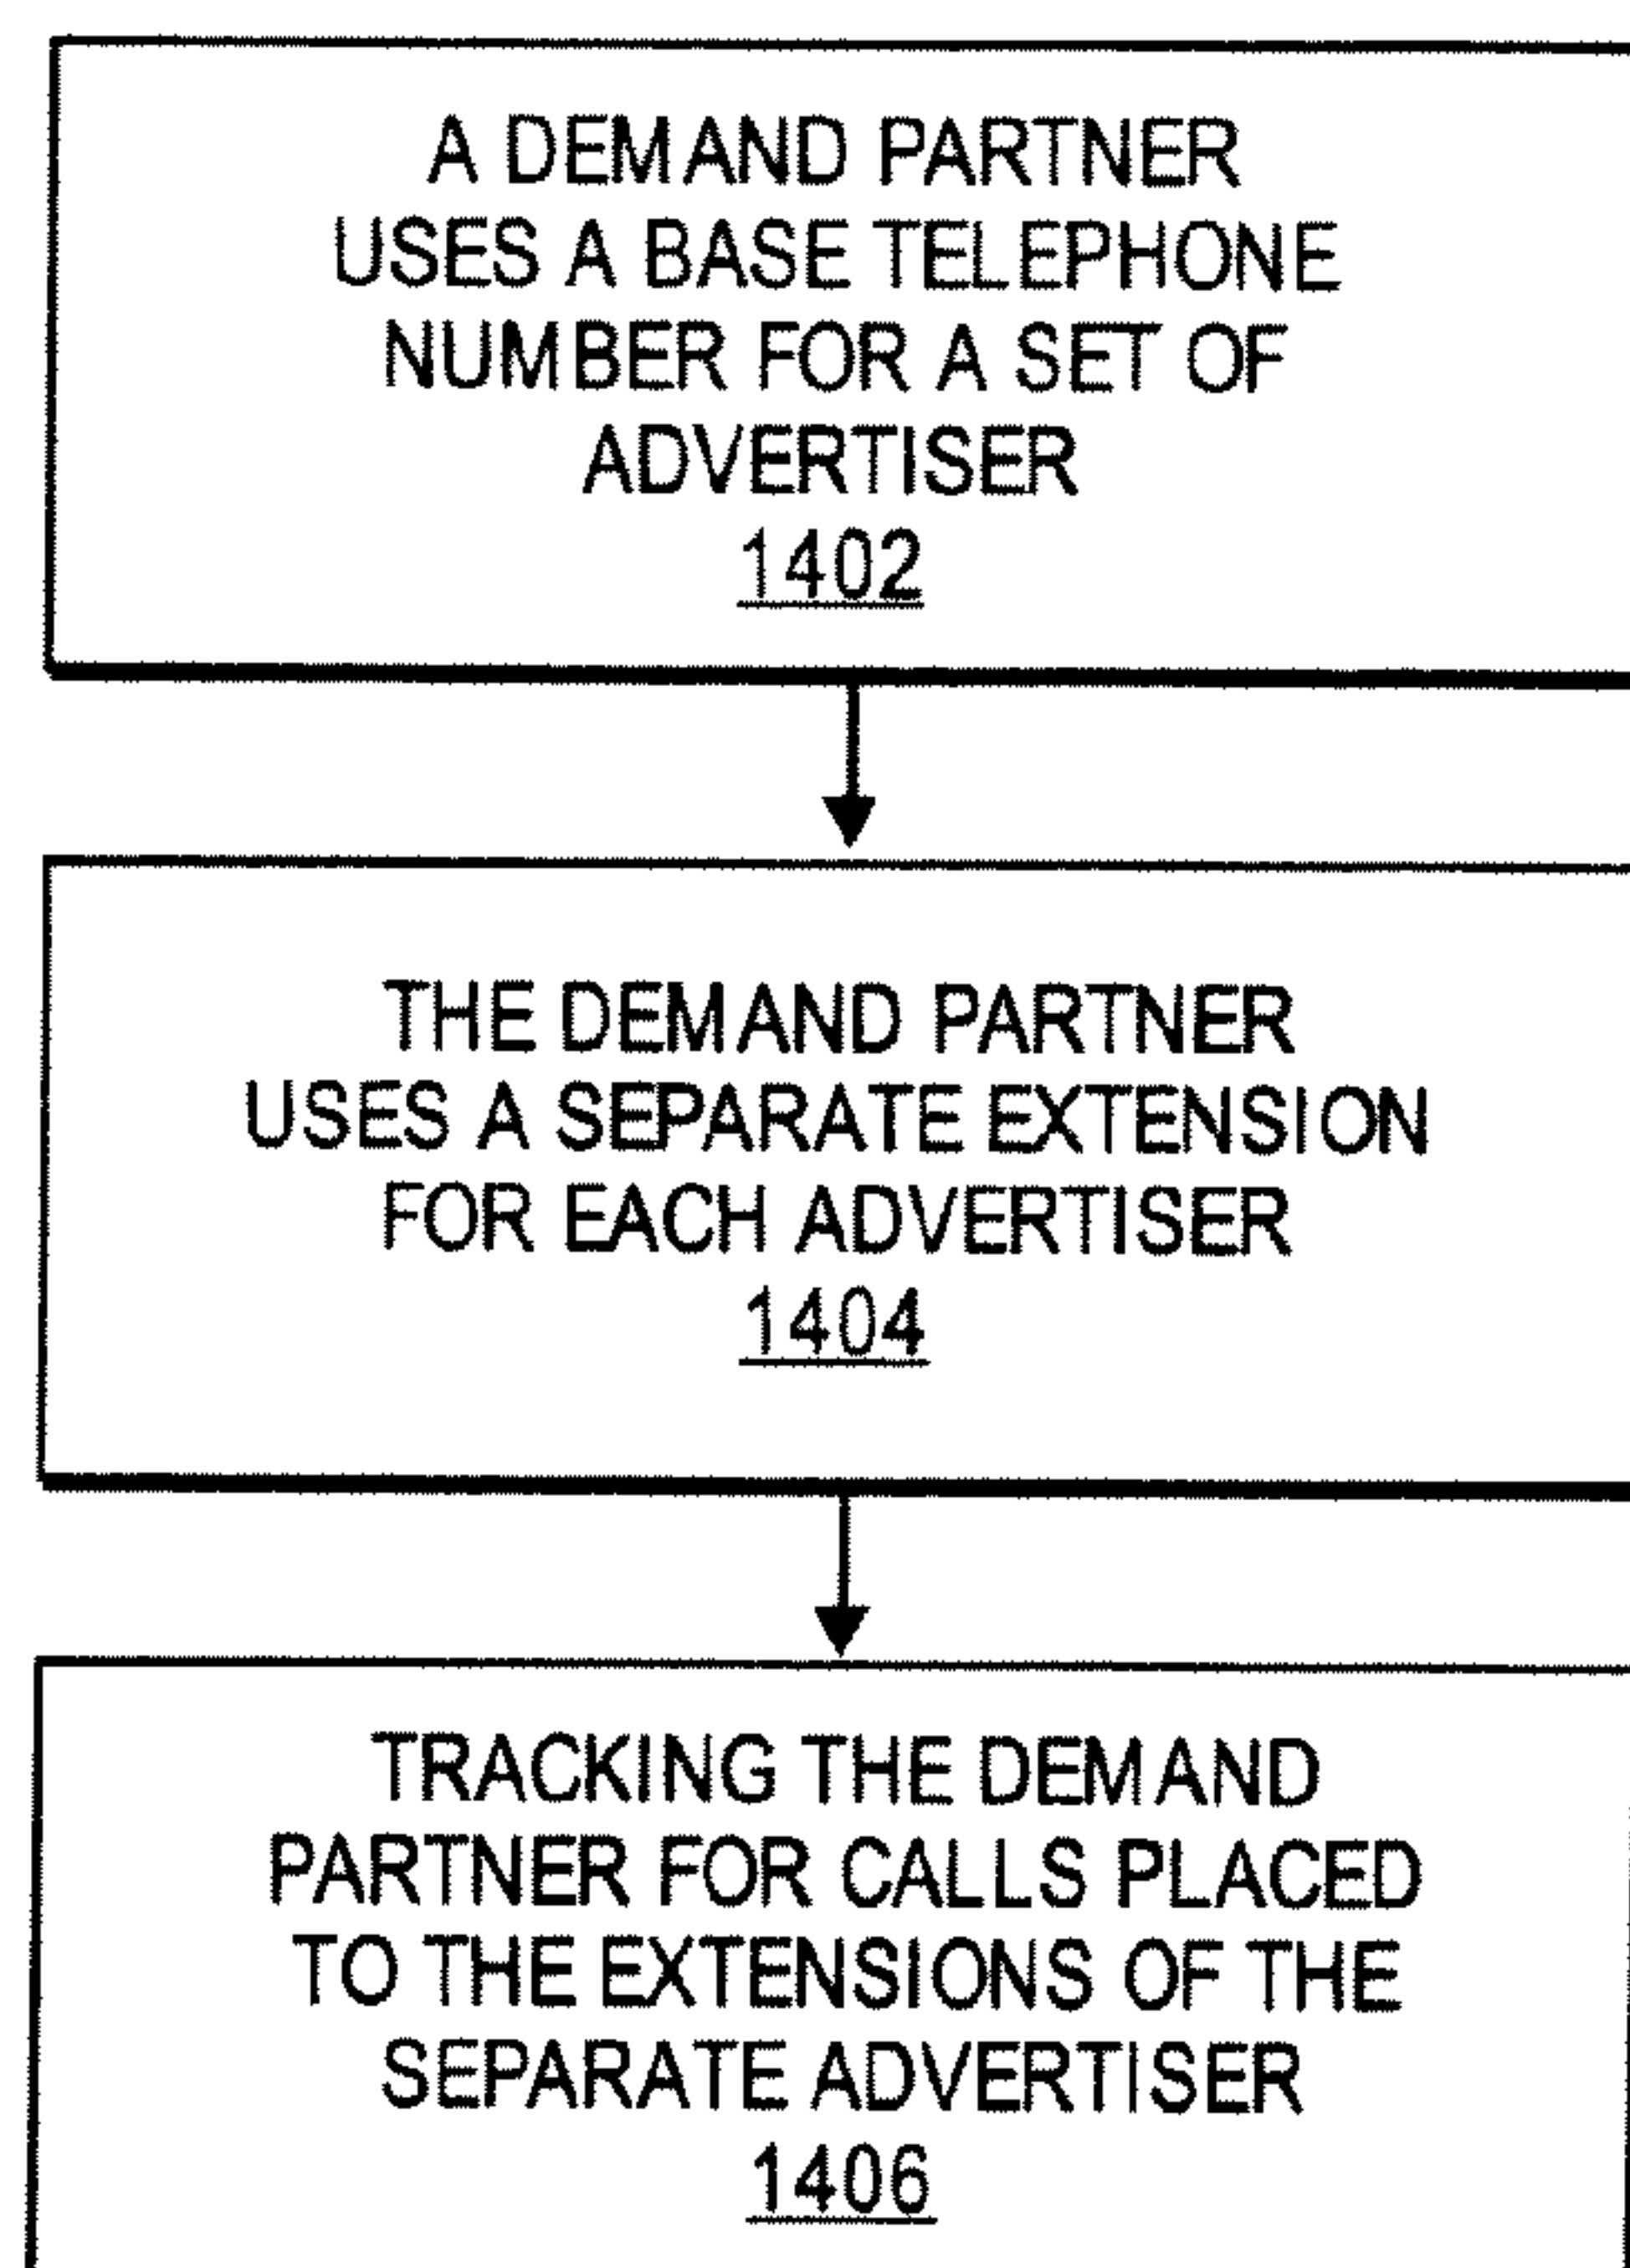 A DEMAND PARTNER
USES A BASE TELEPHONE
NUMBER FOR A SET OF
ADVERTISER
1402
THE DEMAND PARTNER
USES A SEPARATE EXTENSION
FOR EACH ADVERTISER
1404
TRACKING THE DEMAND
PARTNER FOR CALLS PLACED
TO THE EXTENSIONS OF THE
SEPARATE ADVERTISER
1406